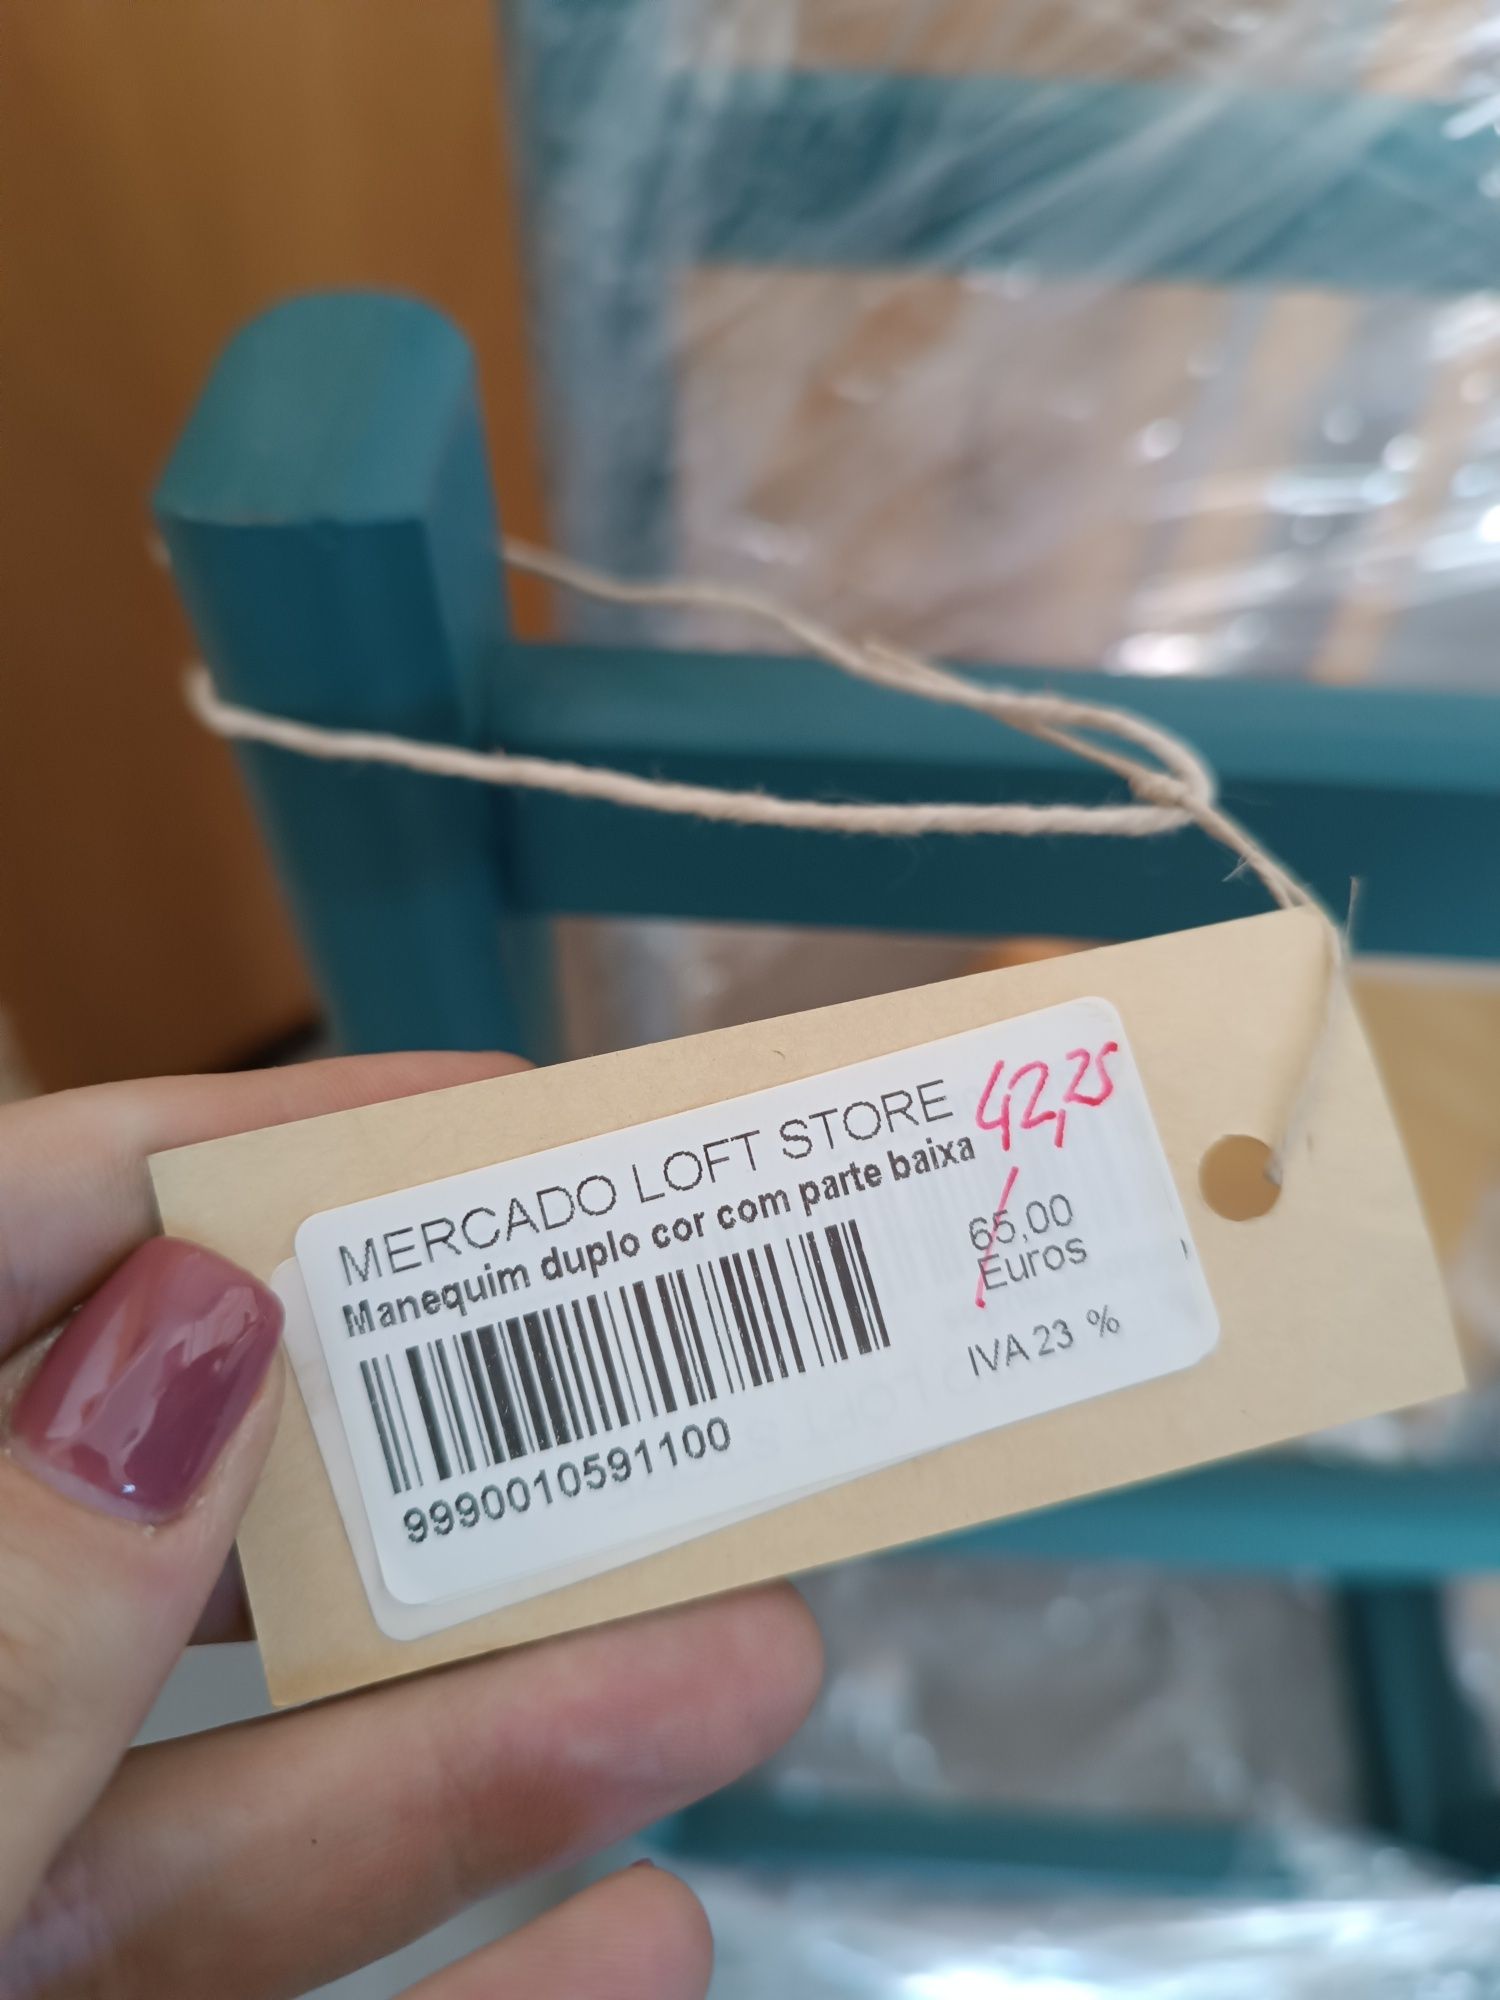 MERCADO LOFT STORE
42,25
Manequim duplo cor com parte baixa
65,00
Euros
IVA 23 %
9990010591100